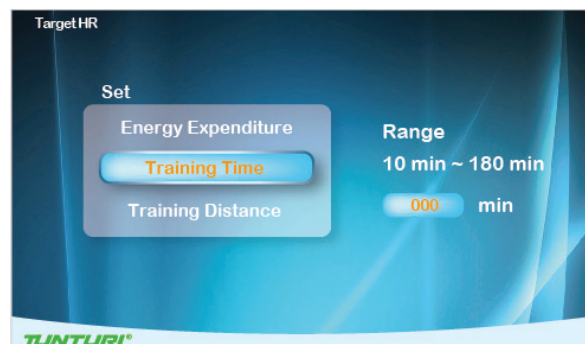 Target HR
Set
Energy Expenditure
Training Time
Training Distance
Range
10 min ~ 180 min
000 min
TUNTURI®